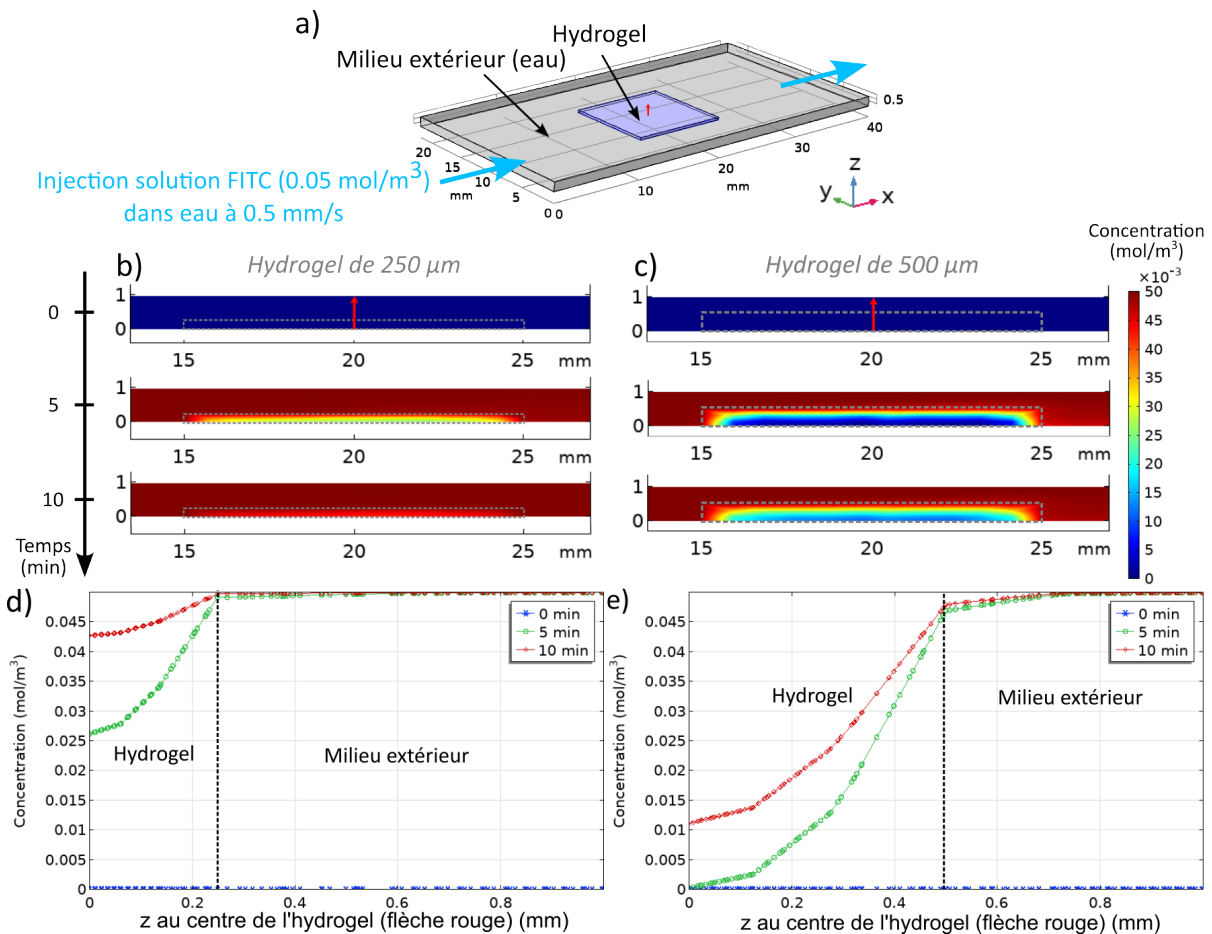 a)
Hydrogel
Milieu extérieur (eau)
0.5
40
30
20
mm
10
0
20
15
10
mm
5
0
Injection solution FITC (0.05 mol/m³)
dans eau à 0.5 mm/s
z
y
x
b)
Hydrogel de 250 µm
c)
Hydrogel de 500 µm
Concentration
(mol/m³)
×10⁻³
50
45
40
35
30
25
20
15
10
5
0
0
1
0
15
20
25
mm
1
0
15
20
25
mm
5
1
0
15
20
25
mm
1
0
15
20
25
mm
10
1
0
15
20
25
mm
1
0
15
20
25
mm
Temps
(min)
d)
0 min
5 min
10 min
Hydrogel
Milieu extérieur
Concentration (mol/m³)
0.045
0.04
0.035
0.03
0.025
0.02
0.015
0.01
0.005
0
0
0.2
0.4
0.6
0.8
z au centre de l'hydrogel (flèche rouge) (mm)
e)
0 min
5 min
10 min
Hydrogel
Milieu extérieur
Concentration (mol/m³)
0.045
0.04
0.035
0.03
0.025
0.02
0.015
0.01
0.005
0
0
0.2
0.4
0.6
0.8
z au centre de l'hydrogel (flèche rouge) (mm)